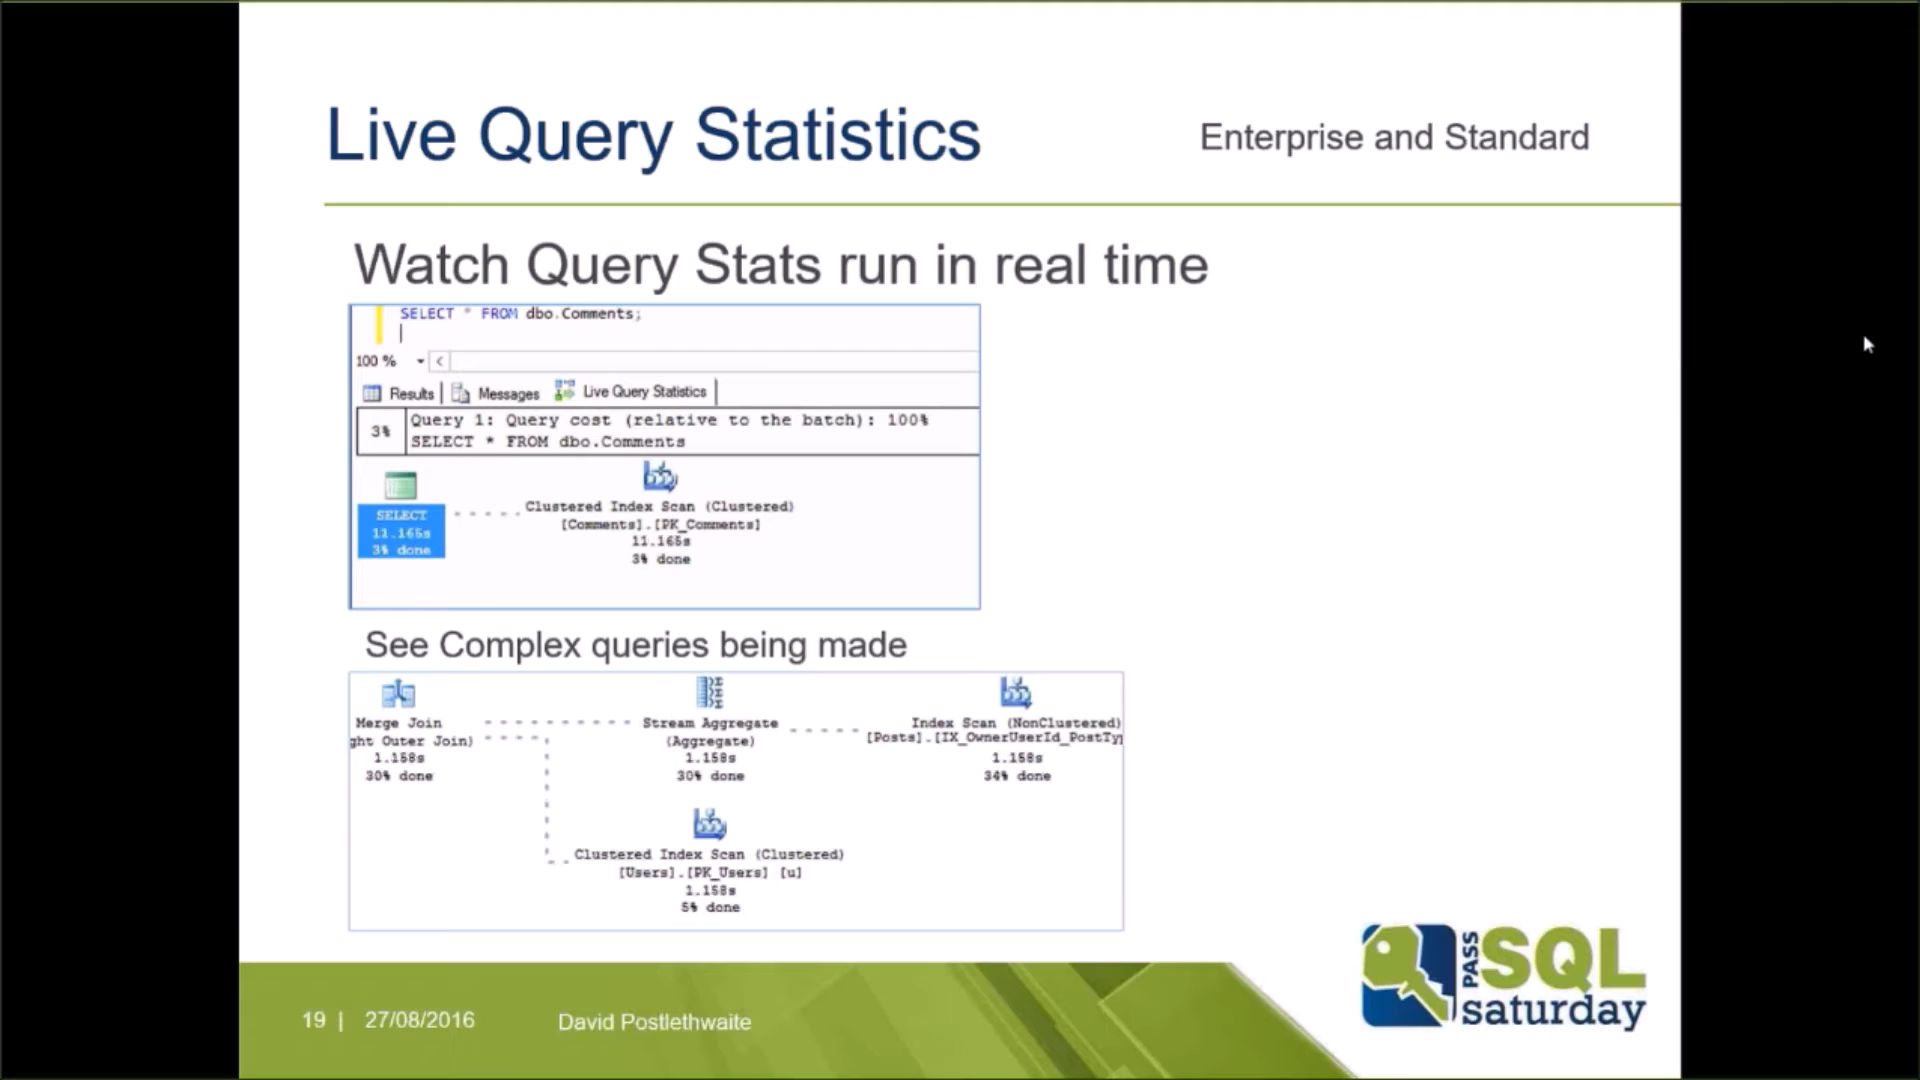 Live Query Statistics
Enterprise and Standard
Watch Query Stats run in real time
SELECT * FROM dbo.Comments;
100 %
Results
Messages
Live Query Statistics
3%
Query 1: Query cost (relative to the batch): 100%
SELECT * FROM dbo.Comments
SELECT
11.165s
3% done
Clustered Index Scan (Clustered)
[Comments].[PK_Comments]
11.165s
3% done
See Complex queries being made
Merge Join
ght Outer Join)
1.158s
30% done
Stream Aggregate
(Aggregate)
1.158s
30% done
Index Scan (NonClustered)
[Posts].[IX_OwnerUserId_PostTy
1.158s
34% done
Clustered Index Scan (Clustered)
[Users].[PK_Users] [u]
1.158s
5% done
19 | 27/08/2016
David Postlethwaite
PASS
SQL
saturday